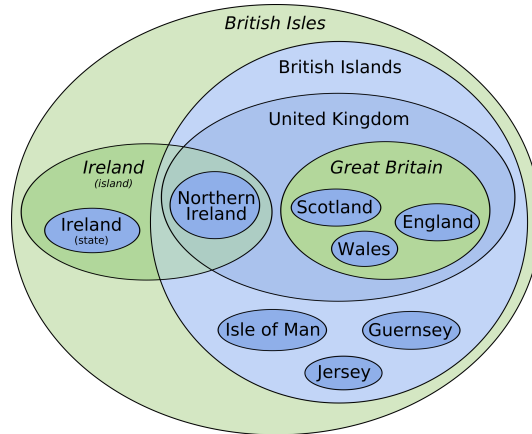 British Isles
British Islands
United Kingdom
Ireland
(island)
Great Britain
Northern
Ireland
Scotland
England
Ireland
(state)
Wales
Isle of Man
Guernsey
Jersey